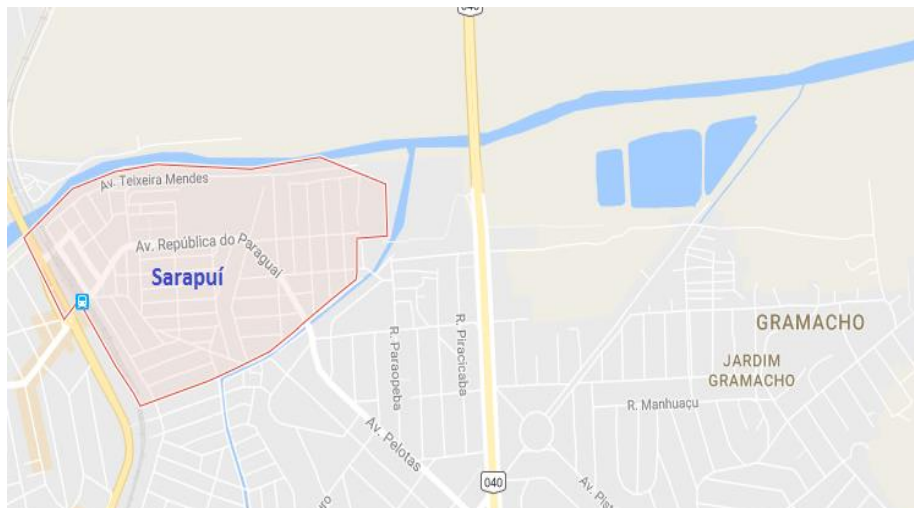 040
Av. Teixeira Mendes
Av. República do Paraguai
Sarapuí
R. Paraopeba
R. Piracicaba
GRAMACHO
JARDIM
GRAMACHO
R. Manhuaçu
Av. Pelotas
040